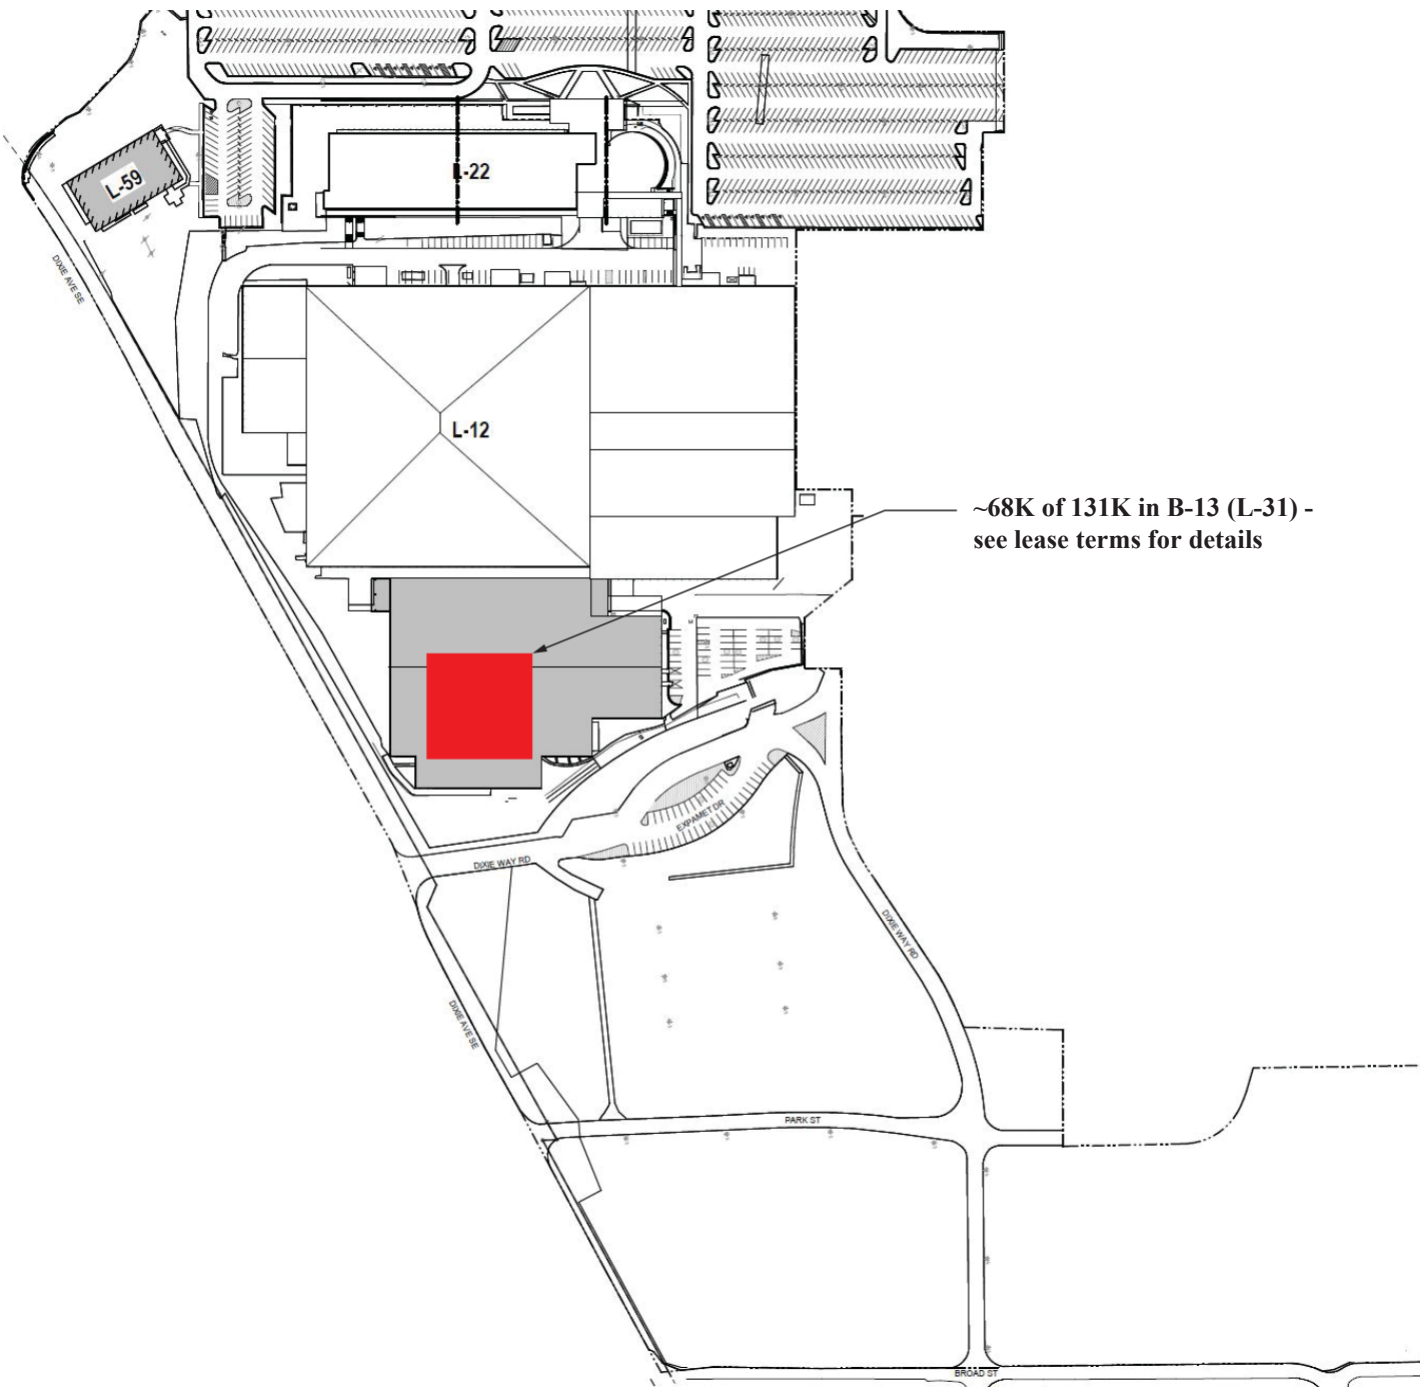 L-22
L-59
DIXIE AVE SE
L-12
~68K of 131K in B-13 (L-31) -
see lease terms for details
EXPAMET DR
DIXIE WAY RD
DIXIE WAY RD
DIXIE AVE SE
PARK ST
BROAD ST